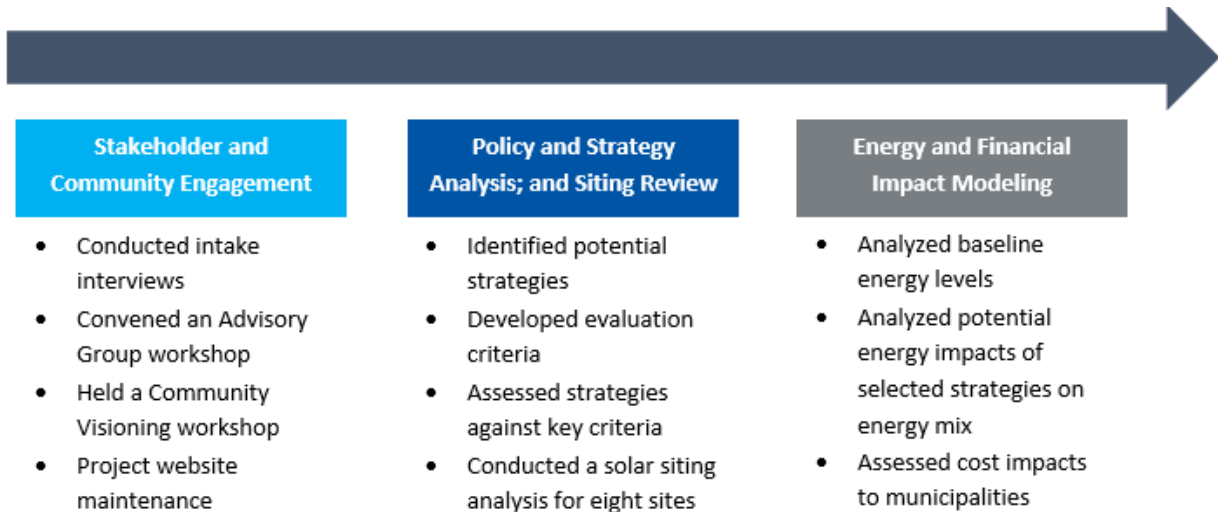 Stakeholder and
Community Engagement
• Conducted intake
interviews
• Convened an Advisory
Group workshop
• Held a Community
Visioning workshop
• Project website
maintenance
Policy and Strategy
Analysis; and Siting Review
• Identified potential
strategies
• Developed evaluation
criteria
• Assessed strategies
against key criteria
• Conducted a solar siting
analysis for eight sites
Energy and Financial
Impact Modeling
• Analyzed baseline
energy levels
• Analyzed potential
energy impacts of
selected strategies on
energy mix
• Assessed cost impacts
to municipalities